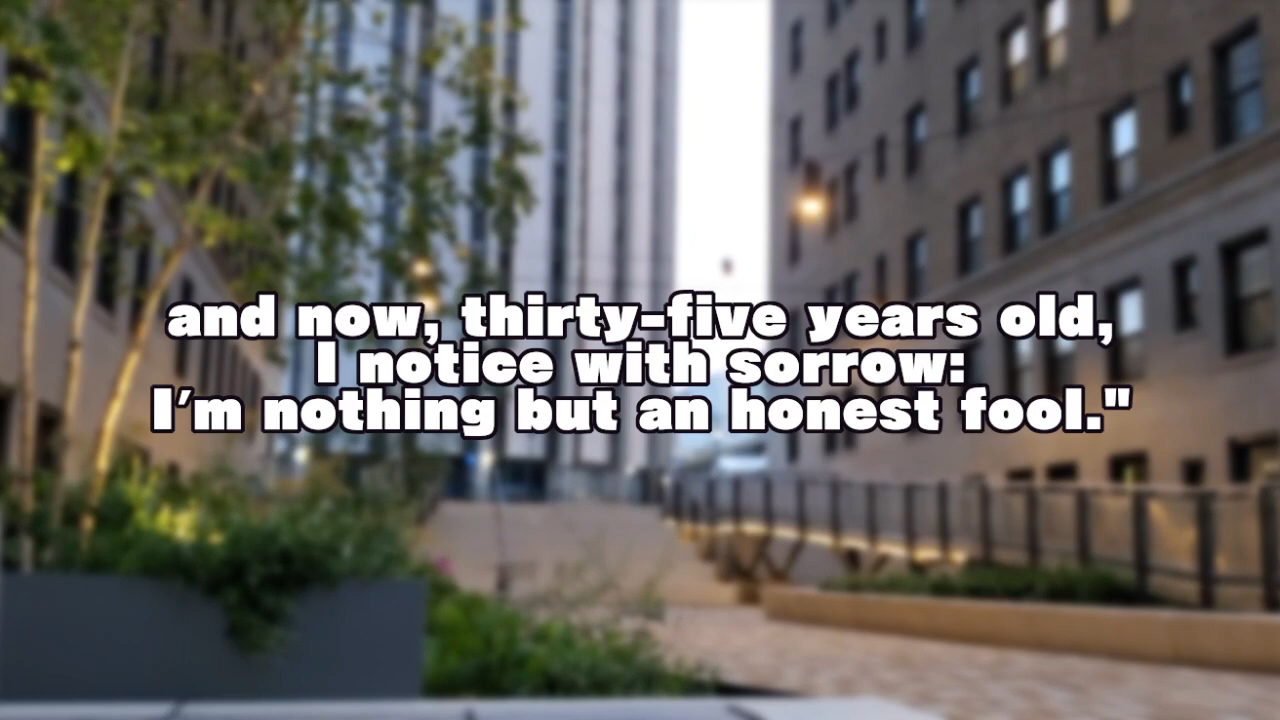 and now, thirty-five years old,
I notice with sorrow:
I'm nothing but an honest fool."